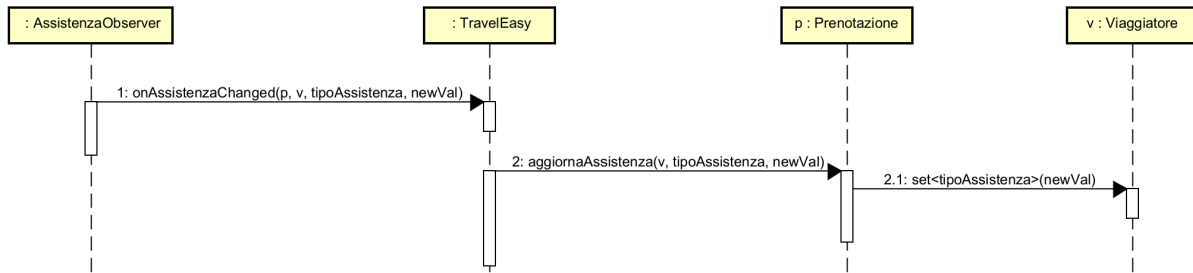 : AssistenzaObserver
: TravelEasy
p : Prenotazione
v : Viaggiatore
1: onAssistenzaChanged(p, v, tipoAssistenza, newVal)
2: aggiornaAssistenza(v, tipoAssistenza, newVal)
2.1: set<tipoAssistenza>(newVal)